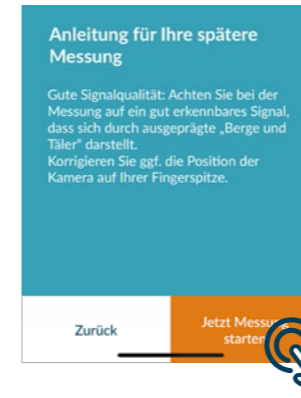 Anleitung für Ihre spätere
Messung
Gute Signalqualität: Achten Sie bei der
Messung auf ein gut erkennbares Signal,
dass sich durch ausgeprägte „Berge und
Täler" darstellt.
Korrigieren Sie ggf. die Position der
Kamera auf Ihrer Fingerspitze.
Zurück
Jetzt Messung
starten